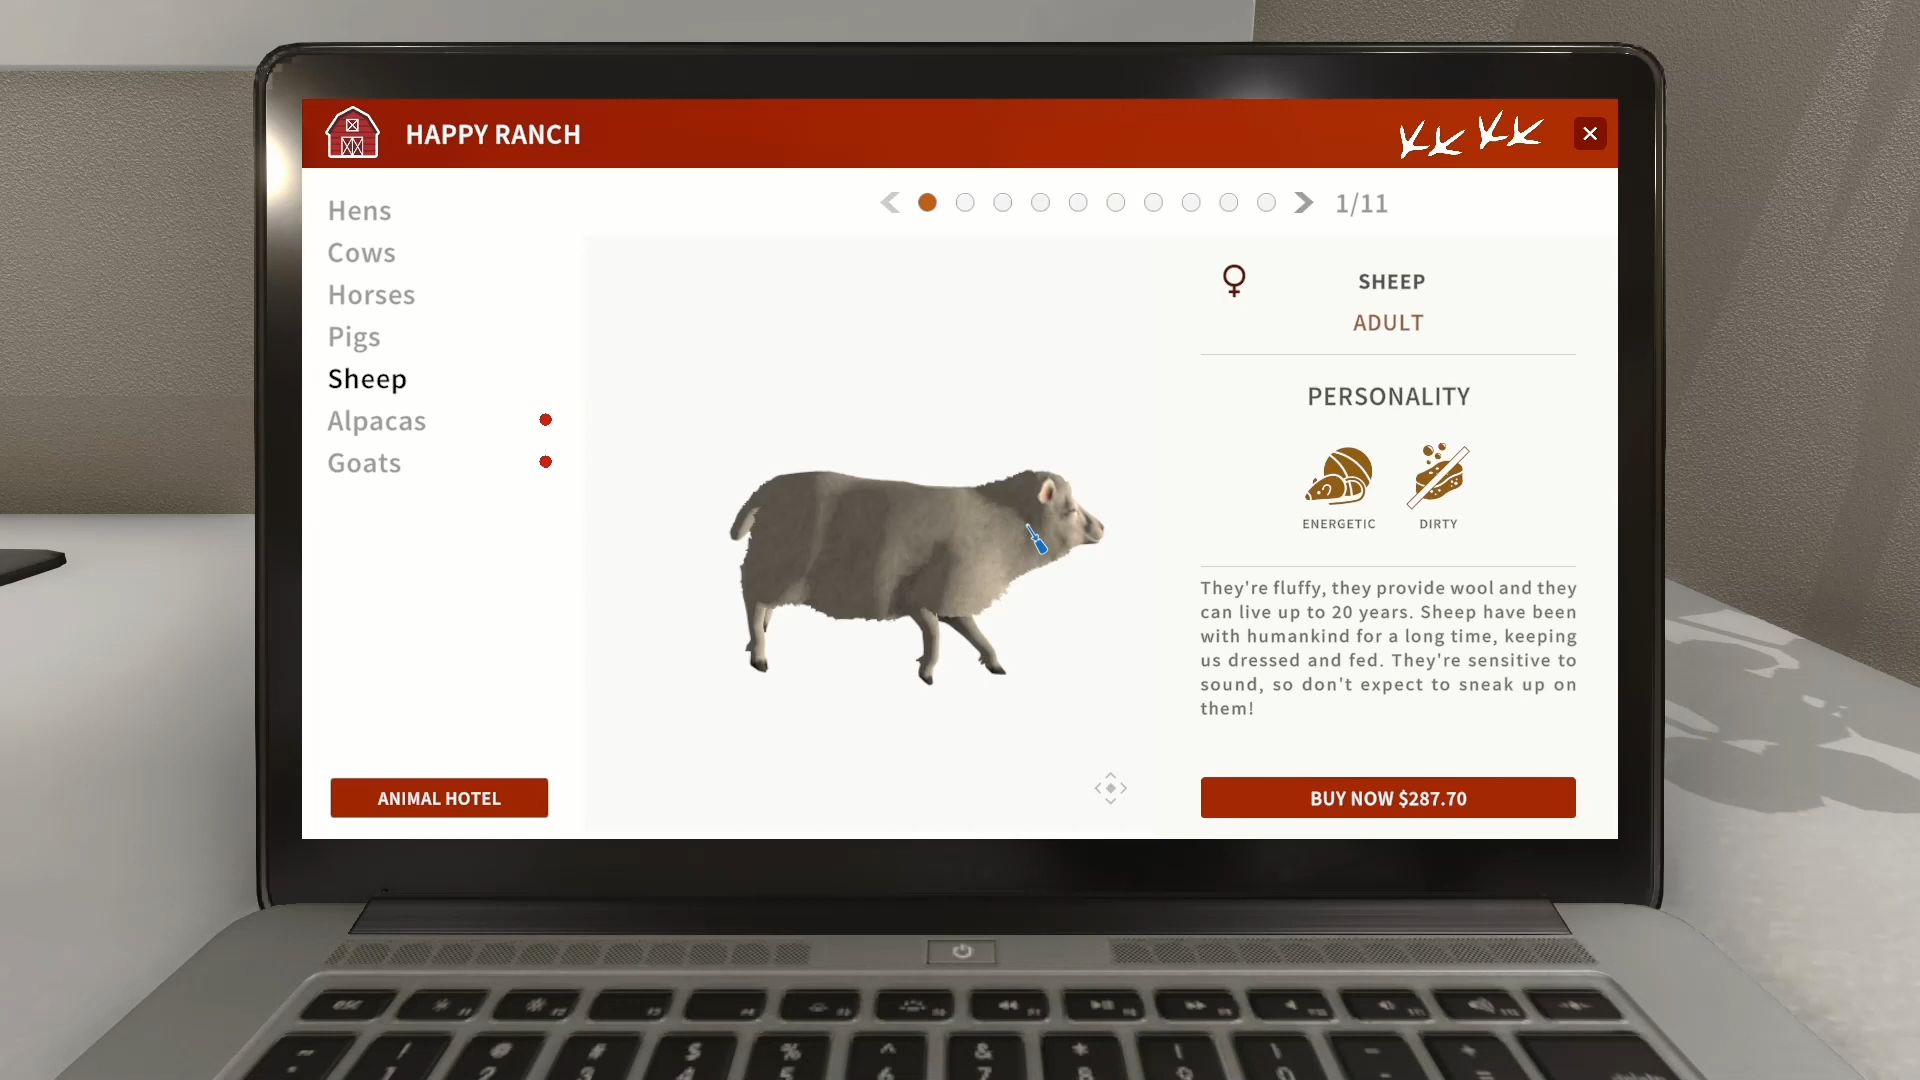 HAPPY RANCH
Hens
Cows
Horses
Pigs
Sheep
Alpacas
Goats
ANIMAL HOTEL
1/11
SHEEP
ADULT
PERSONALITY
ENERGETIC DIRTY
They're fluffy, they provide wool and they
can live up to 20 years. Sheep have been
with humankind for a long time, keeping
us dressed and fed. They're sensitive to
sound, so don't expect to sneak up on
them!
BUY NOW $287.70
esc